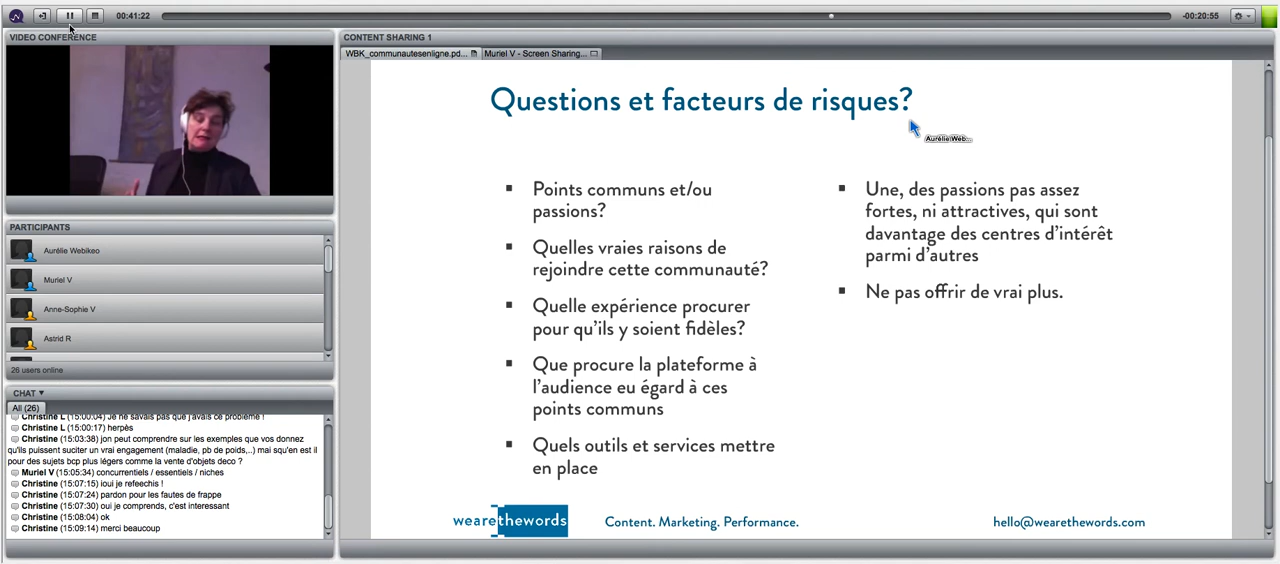 00:41:22
-00:20:55
VIDEO CONFERENCE
PARTICIPANTS
Aurélie Webikeo
Muriel V
Anne-Sophie V
Astrid R
26 users online
CHAT
All (26)
Christine L (15:00:04) Je ne savais pas que j'avais ce problème !
Christine L (15:00:17) herpès
Christine (15:03:38) jon peut comprendre sur les exemples que vos donnez
qu'ils puissent suciter un vrai engagement (maladie, pb de poids,..) mai squ'en est il
pour des sujets bcp plus légers comme la vente d'objets deco ?
Muriel V (15:05:34) concurrentiels / essentiels / niches
Christine (15:07:15) ioui je refeechis !
Christine (15:07:24) pardon pour les fautes de frappe
Christine (15:07:30) oui je comprends, c'est interessant
Christine (15:08:04) ok
Christine (15:09:14) merci beaucoup
CONTENT SHARING 1
WBK_communautesenligne.pd...
Muriel V - Screen Sharing...
Questions et facteurs de risques?
Aurélie Web...
Points communs et/ou
passions?
Quelles vraies raisons de
rejoindre cette communauté?
Quelle expérience procurer
pour qu'ils y soient fidèles?
Que procure la plateforme à
l'audience eu égard à ces
points communs
Quels outils et services mettre
en place
Une, des passions pas assez
fortes, ni attractives, qui sont
davantage des centres d'intérêt
parmi d'autres
Ne pas offrir de vrai plus.
wearethewords
Content. Marketing. Performance.
hello@wearethewords.com